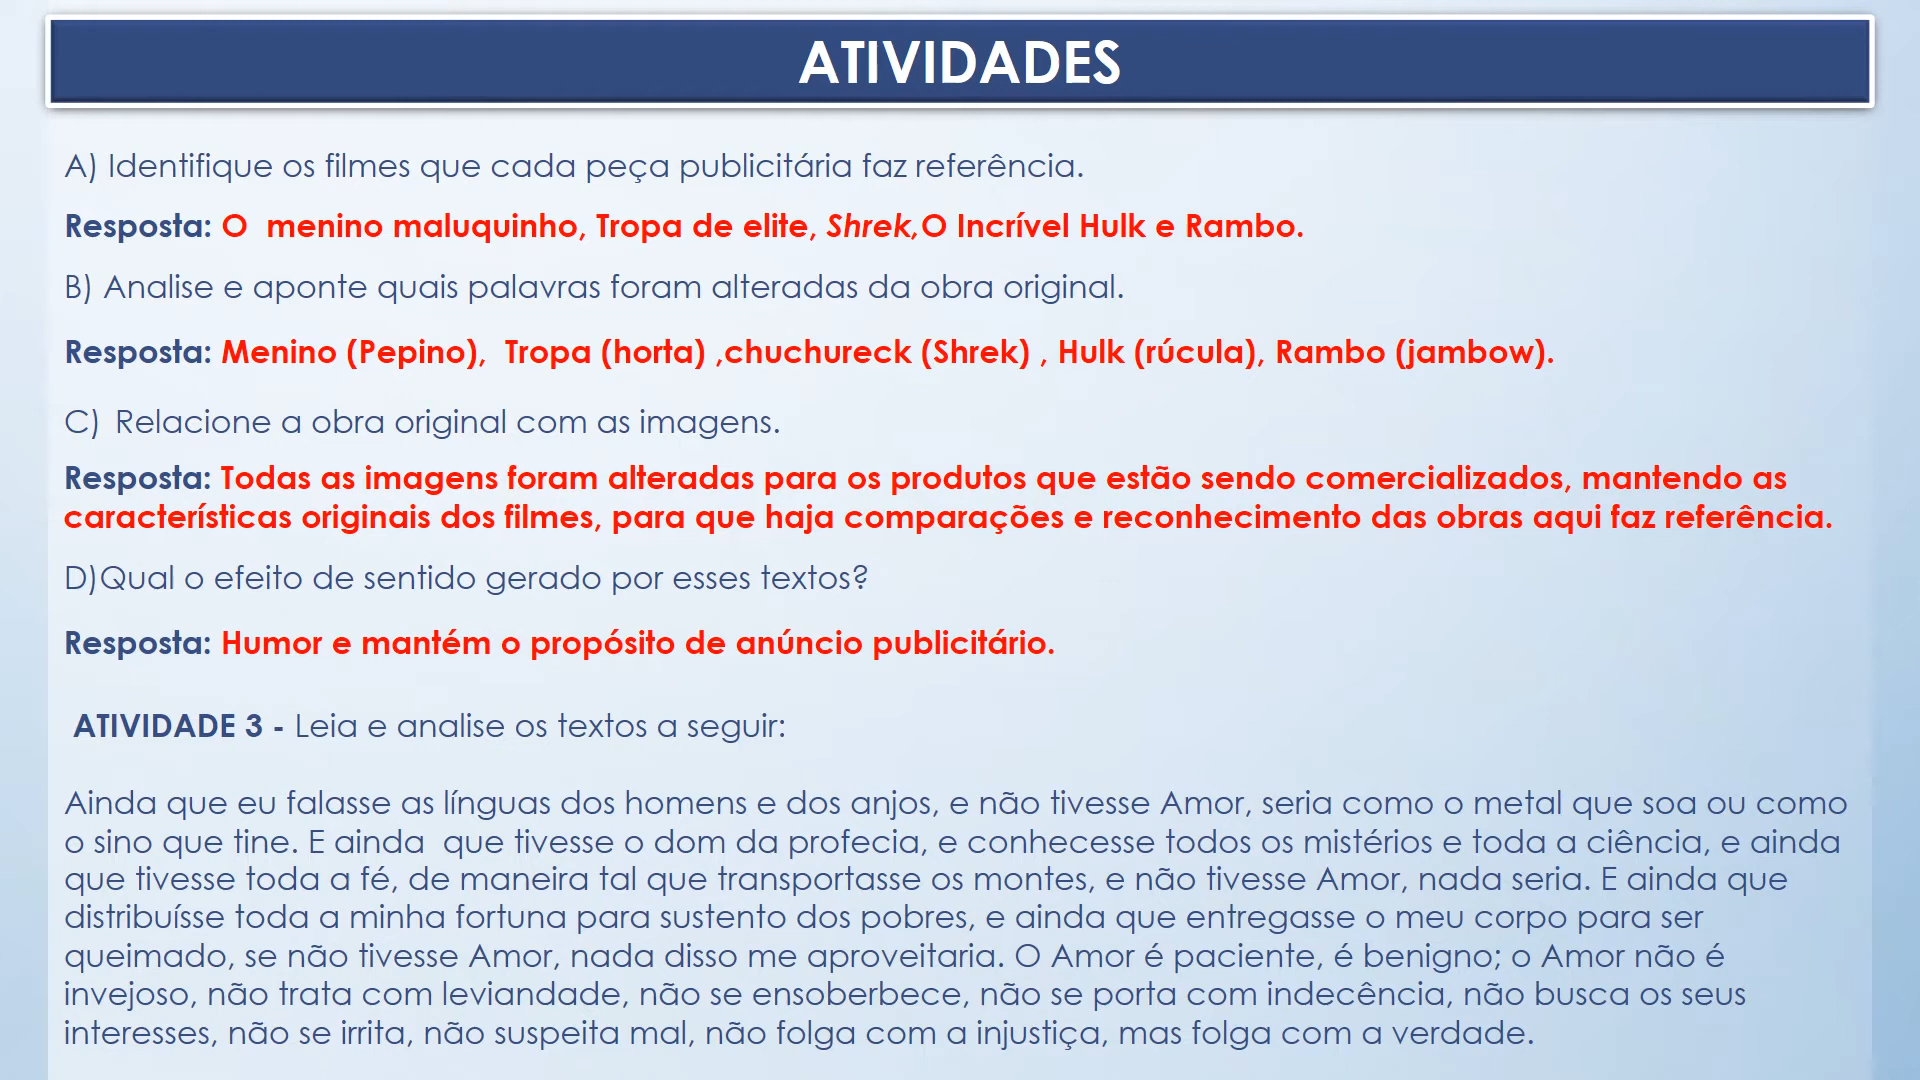 ATIVIDADES
A) Identifique os filmes que cada peça publicitária faz referência.
Resposta: O  menino maluquinho, Tropa de elite, Shrek,O Incrível Hulk e Rambo.
B) Analise e aponte quais palavras foram alteradas da obra original.
Resposta: Menino (Pepino),  Tropa (horta) ,chuchureck (Shrek) , Hulk (rúcula), Rambo (jambow).
C)  Relacione a obra original com as imagens.
Resposta: Todas as imagens foram alteradas para os produtos que estão sendo comercializados, mantendo as
características originais dos filmes, para que haja comparações e reconhecimento das obras aqui faz referência.
D)Qual o efeito de sentido gerado por esses textos?
Resposta: Humor e mantém o propósito de anúncio publicitário.
ATIVIDADE 3 - Leia e analise os textos a seguir:
Ainda que eu falasse as línguas dos homens e dos anjos, e não tivesse Amor, seria como o metal que soa ou como
o sino que tine. E ainda  que tivesse o dom da profecia, e conhecesse todos os mistérios e toda a ciência, e ainda
que tivesse toda a fé, de maneira tal que transportasse os montes, e não tivesse Amor, nada seria. E ainda que
distribuísse toda a minha fortuna para sustento dos pobres, e ainda que entregasse o meu corpo para ser
queimado, se não tivesse Amor, nada disso me aproveitaria. O Amor é paciente, é benigno; o Amor não é
invejoso, não trata com leviandade, não se ensoberbece, não se porta com indecência, não busca os seus
interesses, não se irrita, não suspeita mal, não folga com a injustiça, mas folga com a verdade.